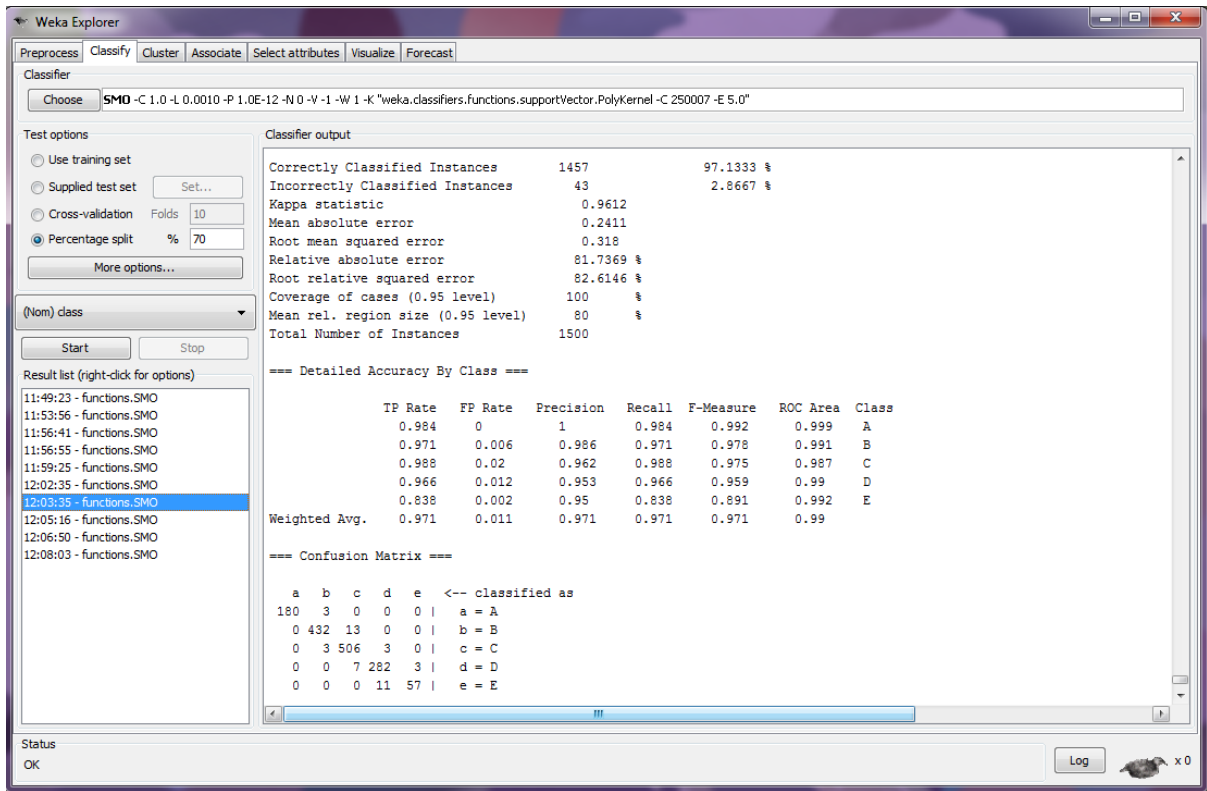 Weka Explorer
Preprocess Classify Cluster Associate Select attributes Visualize Forecast
Classifier
Choose SMO -C 1.0 -L 0.0010 -P 1.0E-12 -N 0 -V -1 -W 1 -K "weka.classifiers.functions.supportVector.PolyKernel -C 250007 -E 5.0"
Test options
Use training set
Supplied test set Set...
Cross-validation Folds 10
Percentage split % 70
More options...
(Nom) class
Start Stop
Result list (right-click for options)
11:49:23 - functions.SMO
11:53:56 - functions.SMO
11:56:41 - functions.SMO
11:56:55 - functions.SMO
11:59:25 - functions.SMO
12:02:35 - functions.SMO
12:03:35 - functions.SMO
12:05:16 - functions.SMO
12:06:50 - functions.SMO
12:08:03 - functions.SMO
Classifier output
Correctly Classified Instances 1457 97.1333 %
Incorrectly Classified Instances 43 2.8667 %
Kappa statistic 0.9612
Mean absolute error 0.2411
Root mean squared error 0.318
Relative absolute error 81.7369 %
Root relative squared error 82.6146 %
Coverage of cases (0.95 level) 100 %
Mean rel. region size (0.95 level) 80 %
Total Number of Instances 1500
=== Detailed Accuracy By Class ===
TP Rate FP Rate Precision Recall F-Measure ROC Area Class
0.984 0 1 0.984 0.992 0.999 A
0.971 0.006 0.986 0.971 0.978 0.991 B
0.988 0.02 0.962 0.988 0.975 0.987 C
0.966 0.012 0.953 0.966 0.959 0.99 D
0.838 0.002 0.95 0.838 0.891 0.992 E
Weighted Avg. 0.971 0.011 0.971 0.971 0.971 0.99
=== Confusion Matrix ===
a b c d e <-- classified as
180 3 0 0 0 | a = A
0 432 13 0 0 | b = B
0 3 506 3 0 | c = C
0 0 7 282 3 | d = D
0 0 0 11 57 | e = E
Status
OK
Log x 0